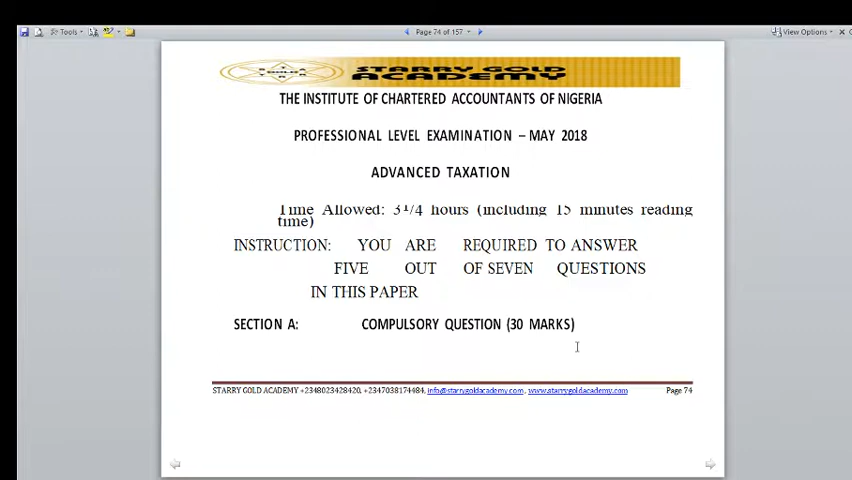 Tools
Page 74 of 157
View Options
STARRY GOLD
ACADEMY
THE INSTITUTE OF CHARTERED ACCOUNTANTS OF NIGERIA
PROFESSIONAL LEVEL EXAMINATION – MAY 2018
ADVANCED TAXATION
Time Allowed: 31/4 hours (including 15 minutes reading
time)
INSTRUCTION: YOU ARE REQUIRED TO ANSWER
FIVE OUT OF SEVEN QUESTIONS
IN THIS PAPER
SECTION A: COMPULSORY QUESTION (30 MARKS)
STARRY GOLD ACADEMY +2348023428420, +2347038174484, info@starrygoldacademy.com, www.starrygoldacademy.com Page 74